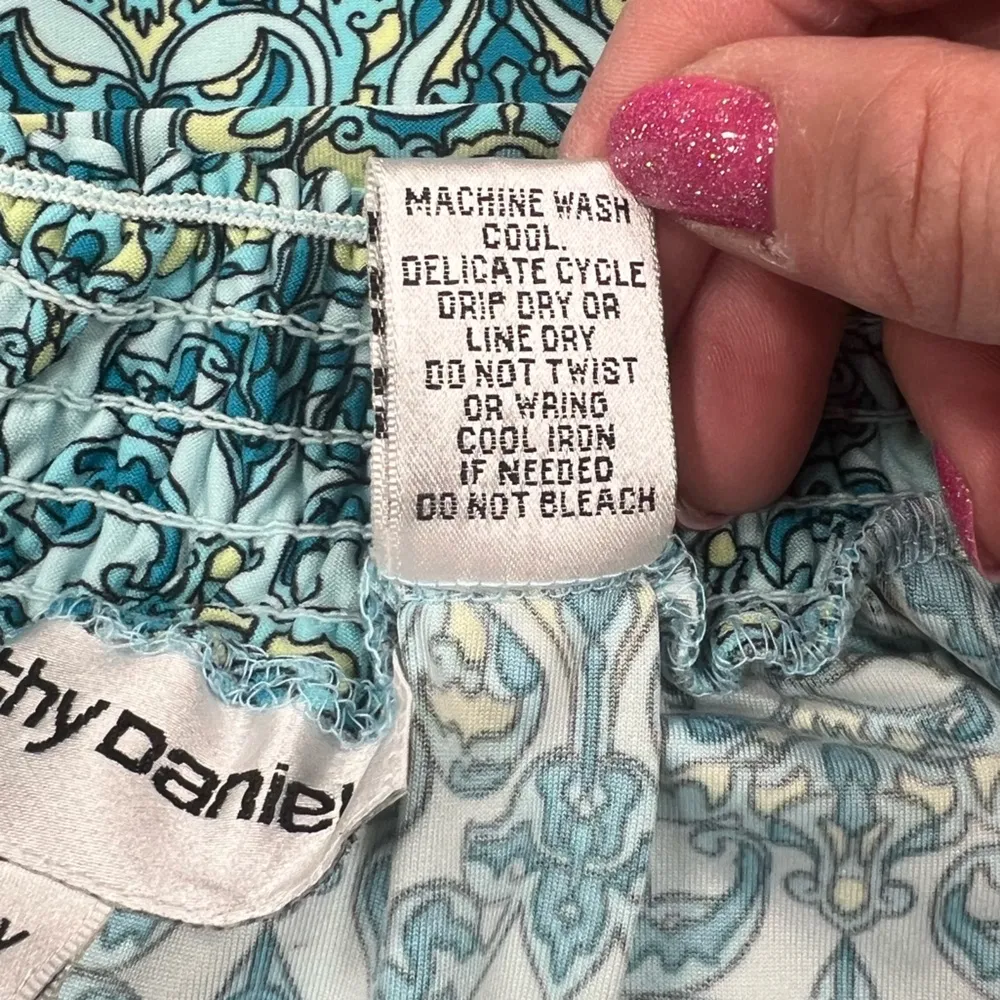 MACHINE WASH
COOL.
DELICATE CYCLE
DRIP DRY OR
LINE DRY
DO NOT TWIST
OR WRING
COOL IRON
IF NEEDED
DO NOT BLEACH
thy Daniel